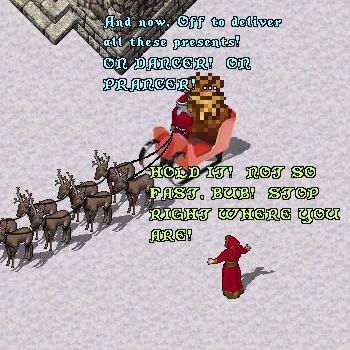 And now, Off to deliver
all these presents!
ON DANCER!  ON
PRANCER! ...
HOLD IT!  NOT SO
FAST, BUB!  STOP
RIGHT WHERE YOU
ARE!